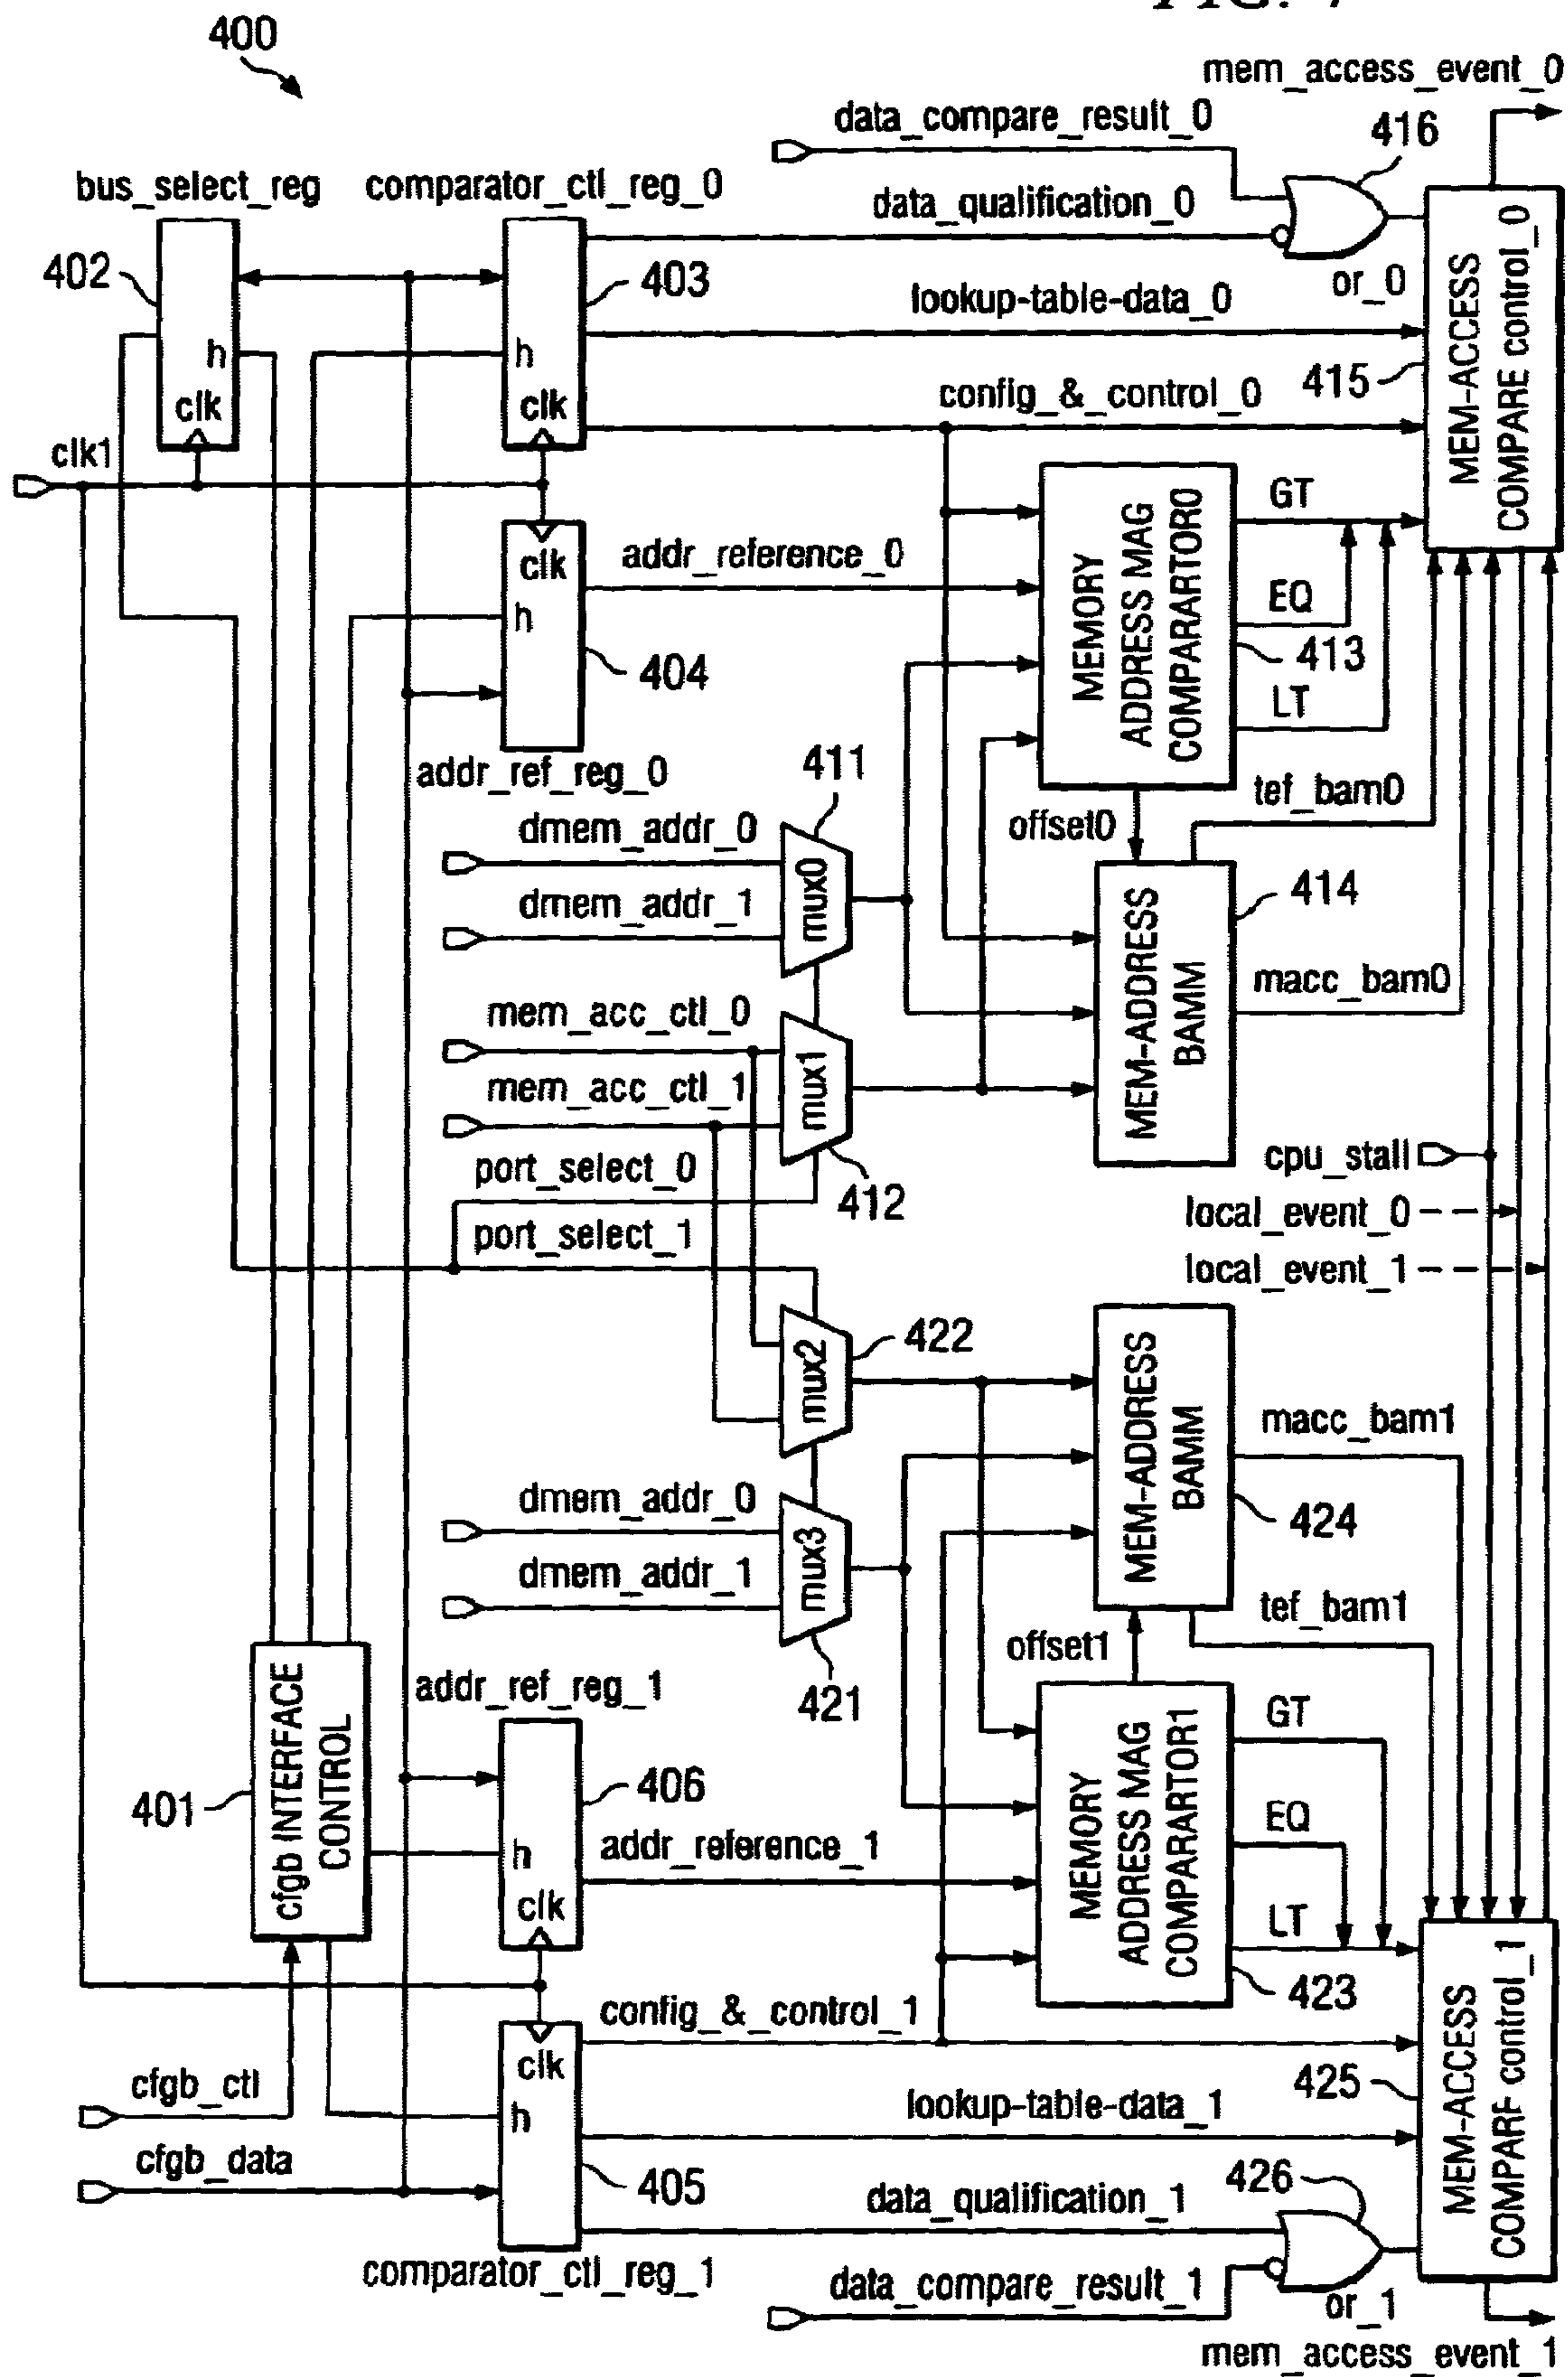 400
mem_access_event_0
data_compare_result_0
416
bus_select_reg
comparator_ctl_reg_0
data_qualification_0
402
403
or_0
lookup-table-data_0
h
h
415
MEM-ACCESS
COMPARE control_0
clk
clk
config_&_control_0
clk1
GT
clk
addr_reference_0
h
EQ
MEMORY
ADDRESS MAG
COMPARARTOR0
413
404
LT
addr_ref_reg_0
411
tef_bam0
dmem_addr_0
offset0
mux0
414
dmem_addr_1
MEM-ADDRESS
BAMM
macc_bam0
mem_acc_ctl_0
mux1
mem_acc_ctl_1
cpu_stall
port_select_0
412
local_event_0
port_select_1
local_event_1
mux2
422
MEM-ADDRESS
BAMM
macc_bam1
dmem_addr_0
424
mux3
dmem_addr_1
tef_bam1
offset1
421
addr_ref_reg_1
GT
cfgb INTERFACE
CONTROL
401
406
MEMORY
ADDRESS MAG
COMPARARTOR1
EQ
h
addr_reference_1
clk
LT
423
config_&_control_1
clk
MEM-ACCESS
COMPARF control_1
cfgb_ctl
425
h
lookup-table-data_1
cfgb_data
405
426
data_qualification_1
comparator_ctl_reg_1
data_compare_result_1
or_1
mem_access_event_1